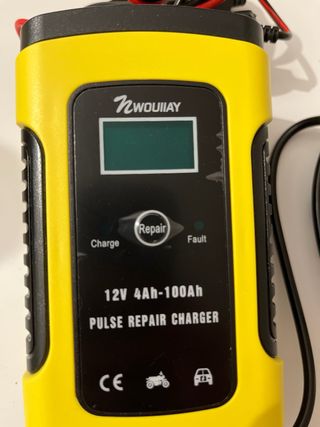 NWOUIIAY
Repair
Charge
Fault
12V 4Ah-100Ah
PULSE REPAIR CHARGER
CE